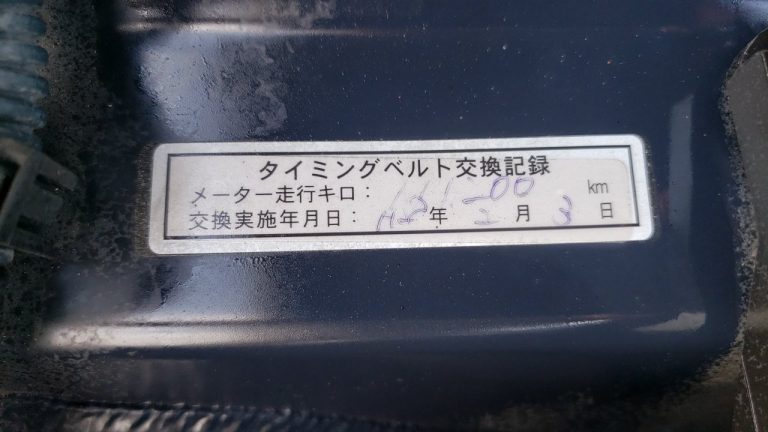 タイミングベルト交換記録
メーター走行キロ： km
交換実施年月日： 年 2 月 3 日